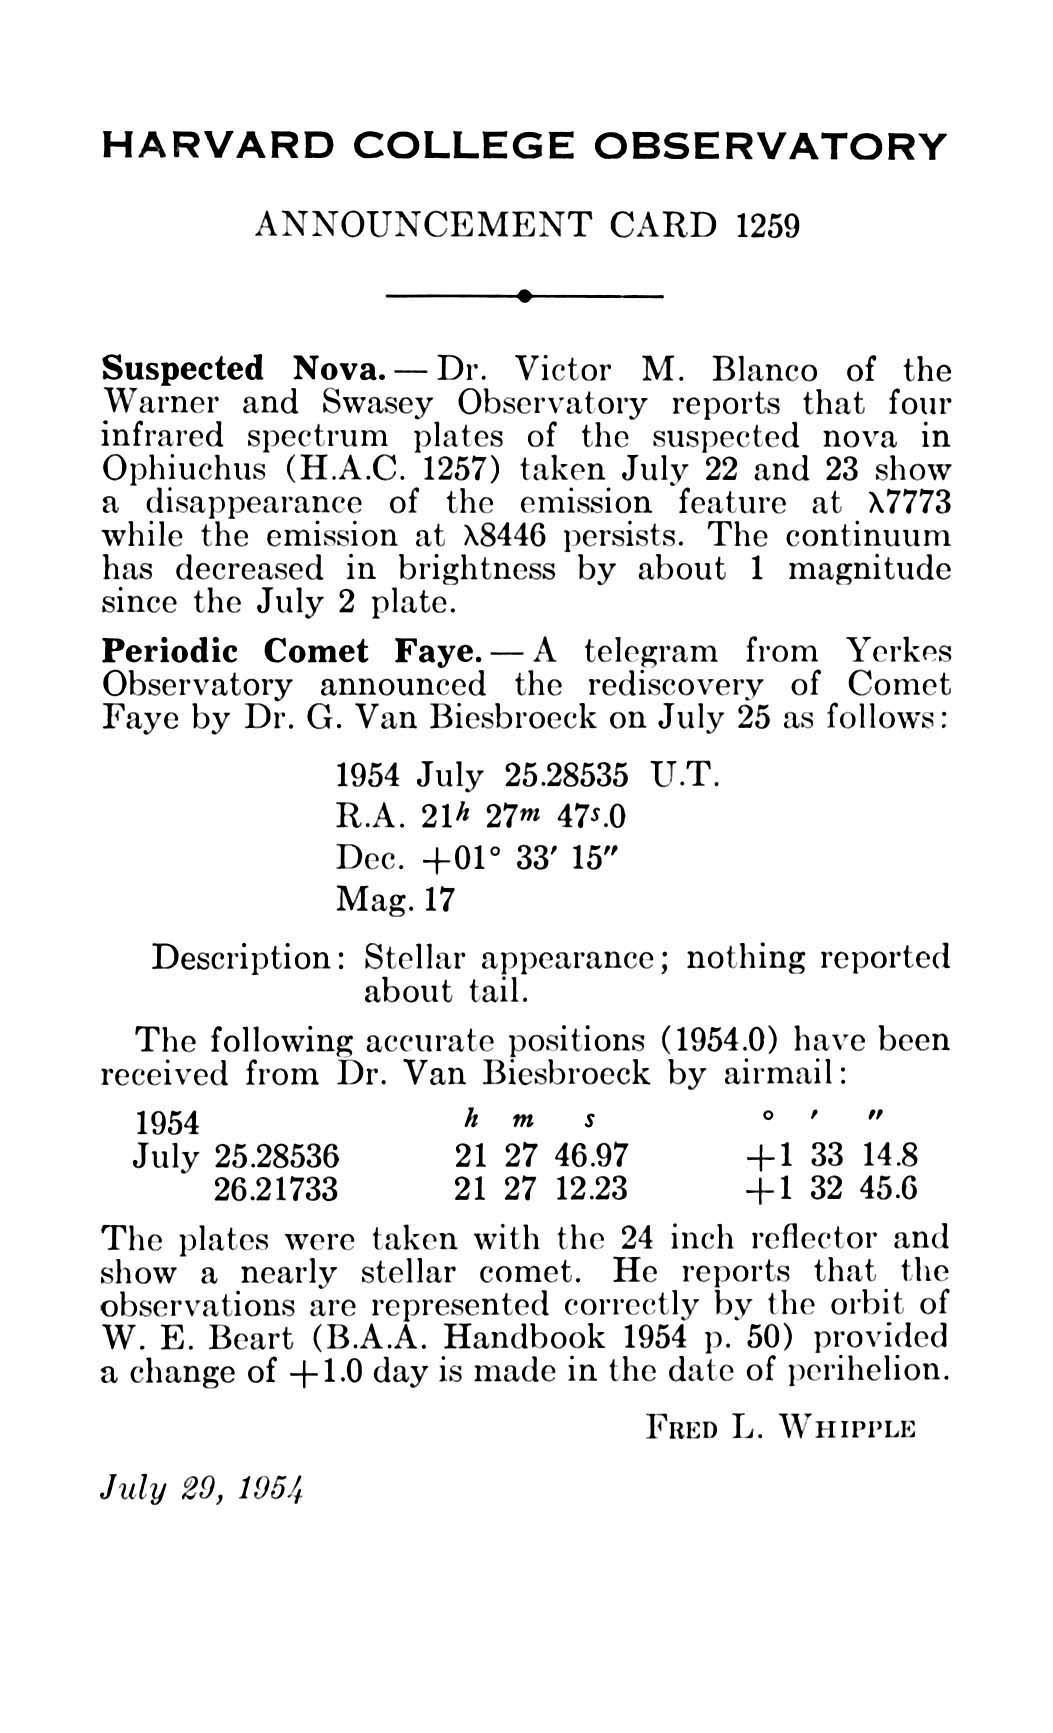 HARVARD COLLEGE OBSERVATORY
ANNOUNCEMENT CARD 1259
Suspected Nova. — Dr. Victor M. Blanco of the
Warner and Swasey Observatory reports that four
infrared spectrum plates of the suspected nova in
Ophiuchus (H.A.C. 1257) taken July 22 and 23 show
a disappearance of the emission feature at λ7773
while the emission at λ8446 persists. The continuum
has decreased in brightness by about 1 magnitude
since the July 2 plate.
Periodic Comet Faye. — A telegram from Yerkes
Observatory announced the rediscovery of Comet
Faye by Dr. G. Van Biesbroeck on July 25 as follows:
1954 July 25.28535 U.T.
R.A. 21h 27m 47s.0
Dec. +01° 33′ 15″
Mag. 17
Description: Stellar appearance; nothing reported
about tail.
The following accurate positions (1954.0) have been
received from Dr. Van Biesbroeck by airmail:
1954 h m s ° ′ ″
July 25.28536 21 27 46.97 +1 33 14.8
26.21733 21 27 12.23 +1 32 45.6
The plates were taken with the 24 inch reflector and
show a nearly stellar comet. He reports that the
observations are represented correctly by the orbit of
W. E. Beart (B.A.A. Handbook 1954 p. 50) provided
a change of +1.0 day is made in the date of perihelion.
FRED L. WHIPPLE
July 29, 1954